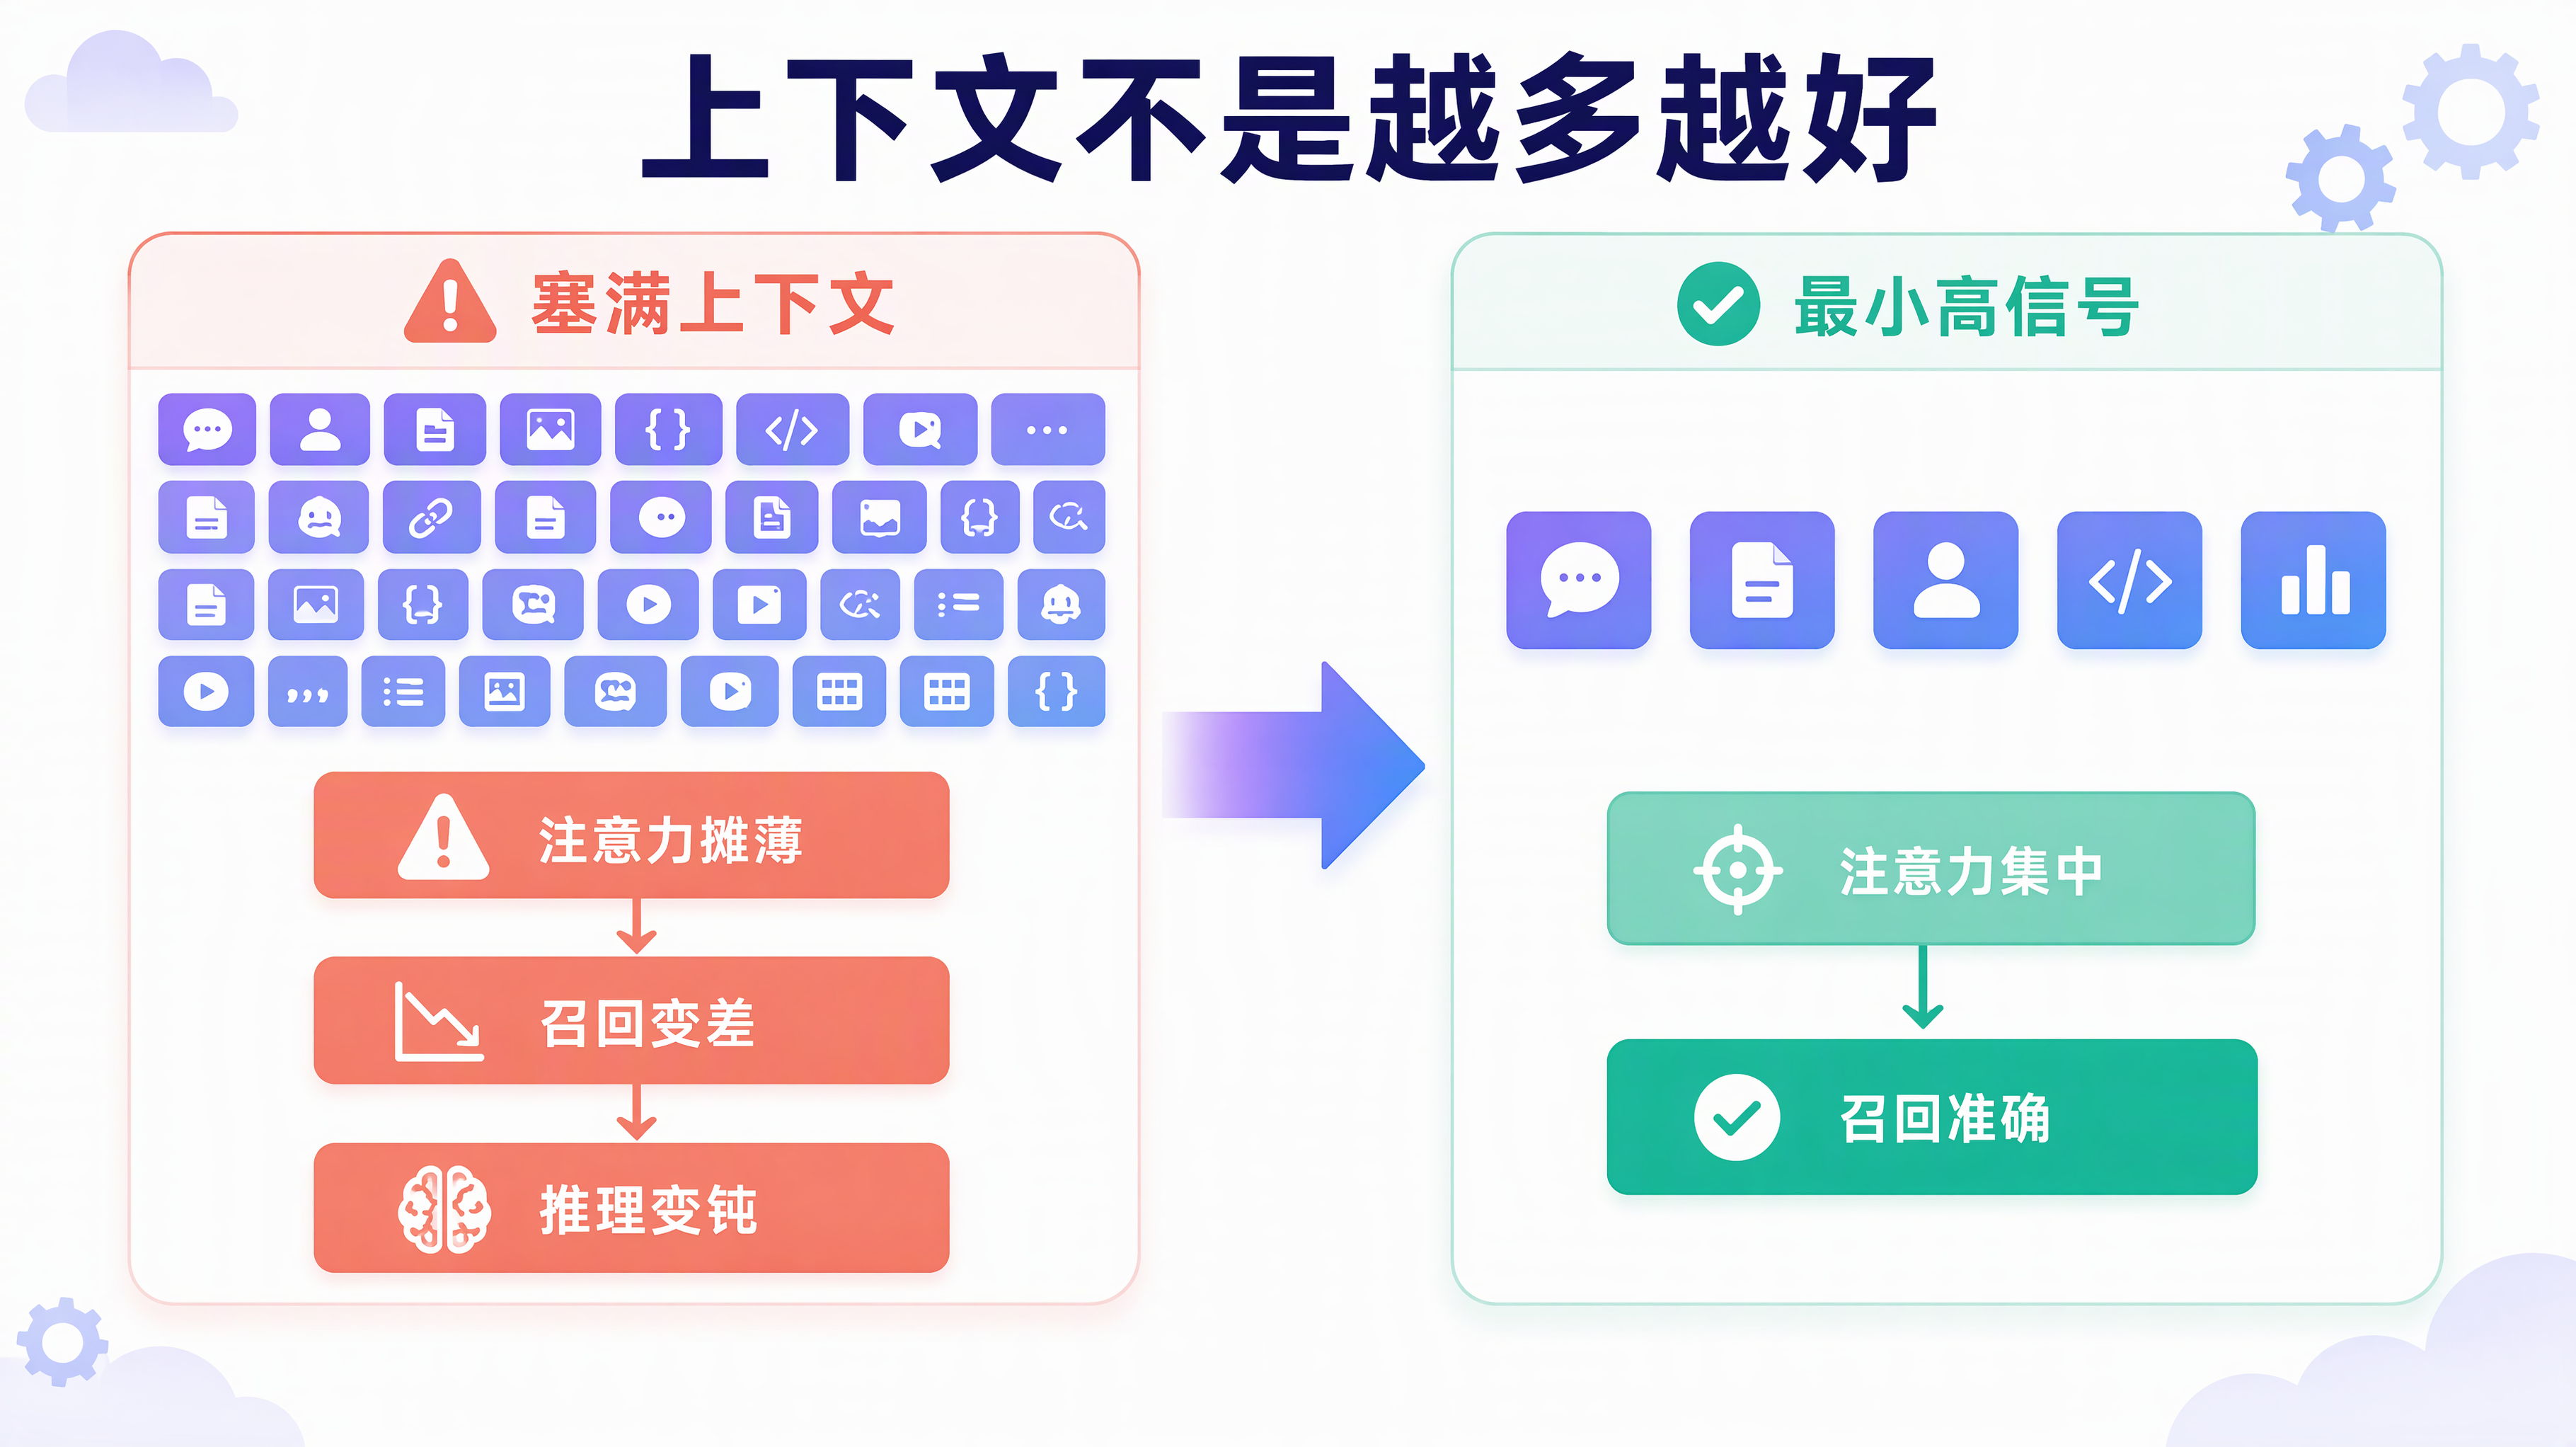 上下文不是越多越好
塞满上下文
注意力摊薄
召回变差
推理变钝
最小高信号
注意力集中
召回准确